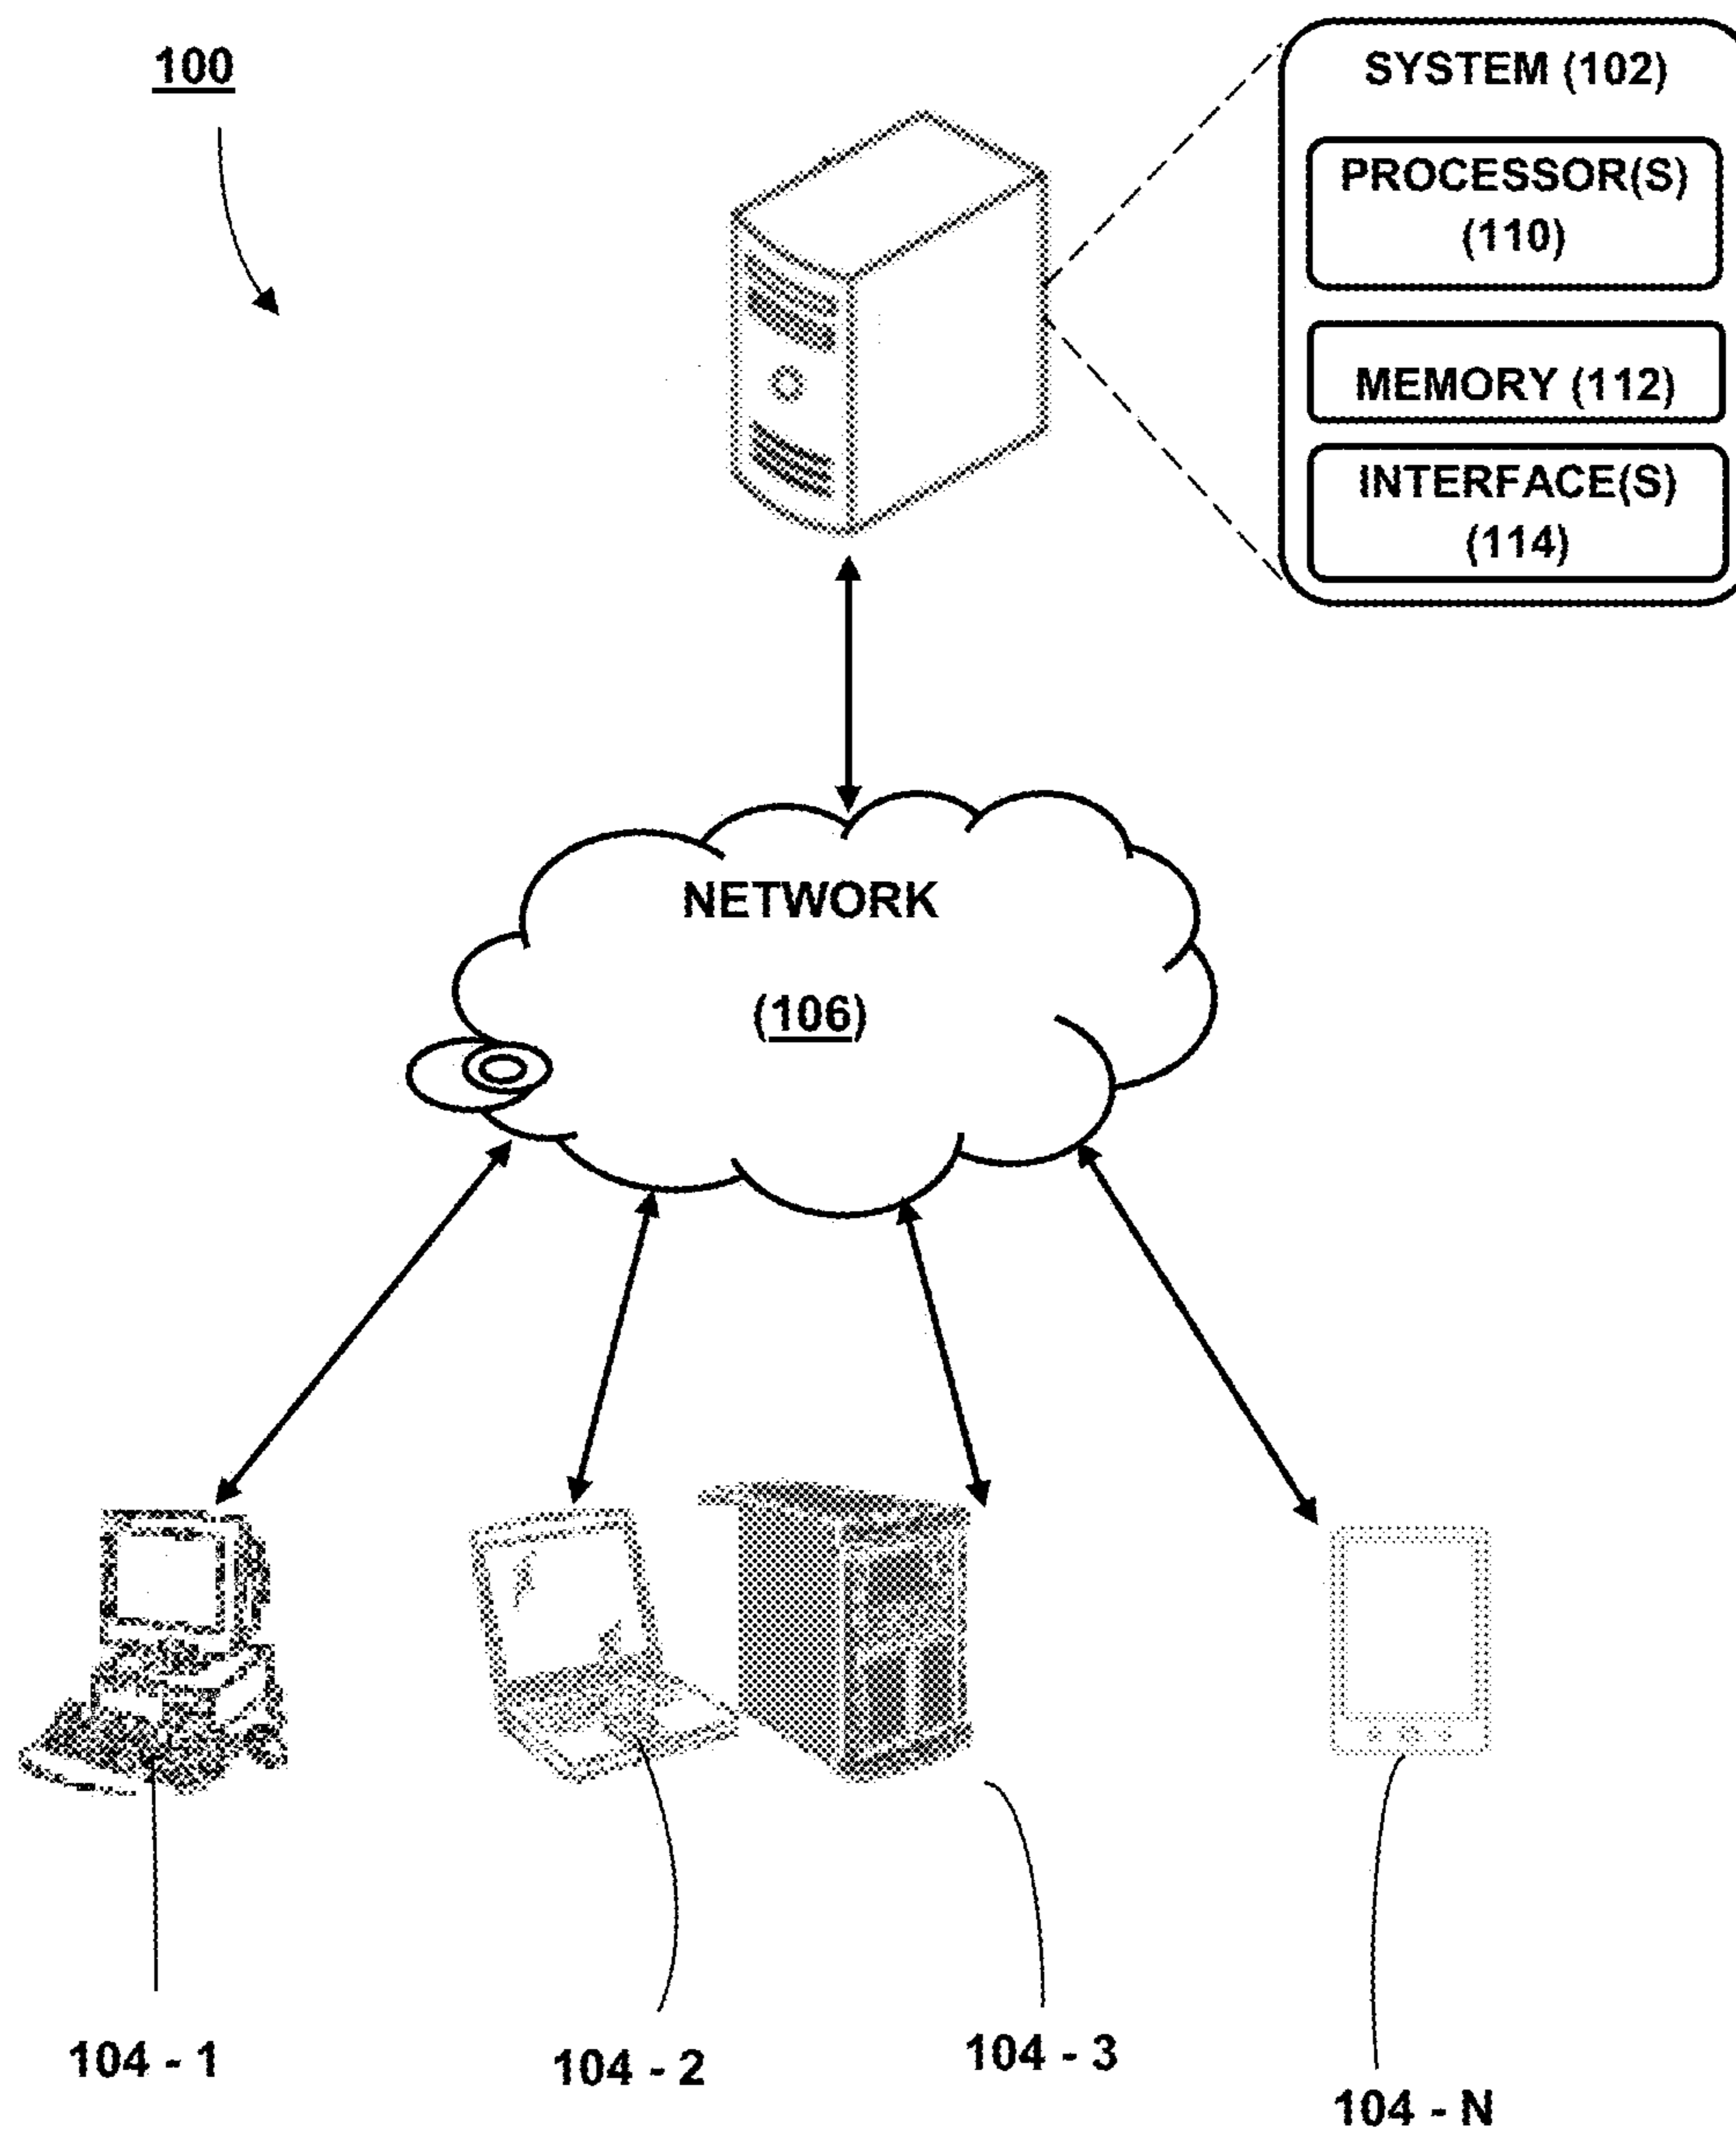 100
SYSTEM (102)
PROCESSOR(S)
(110)
MEMORY (112)
INTERFACE(S)
(114)
NETWORK
(106)
104 - 1
104 - 2
104 - 3
104 - N